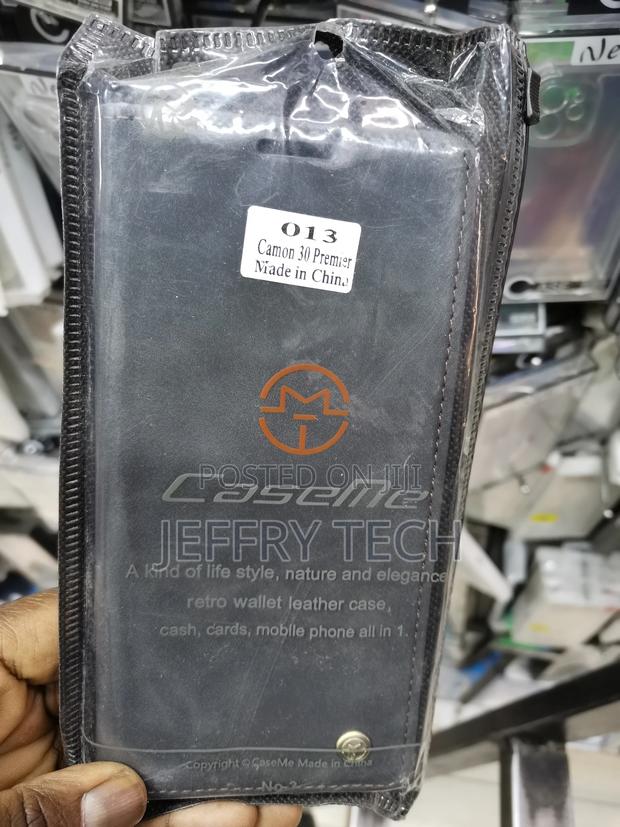 013
Camon 30 Premier
Made in China
POSTED ON JIJI
CaseMe
JEFFRY TECH
A kind of life style, nature and elegance
retro wallet leather case,
cash, cards, mobile phone all in 1.
Copyright © CaseMe Made in China